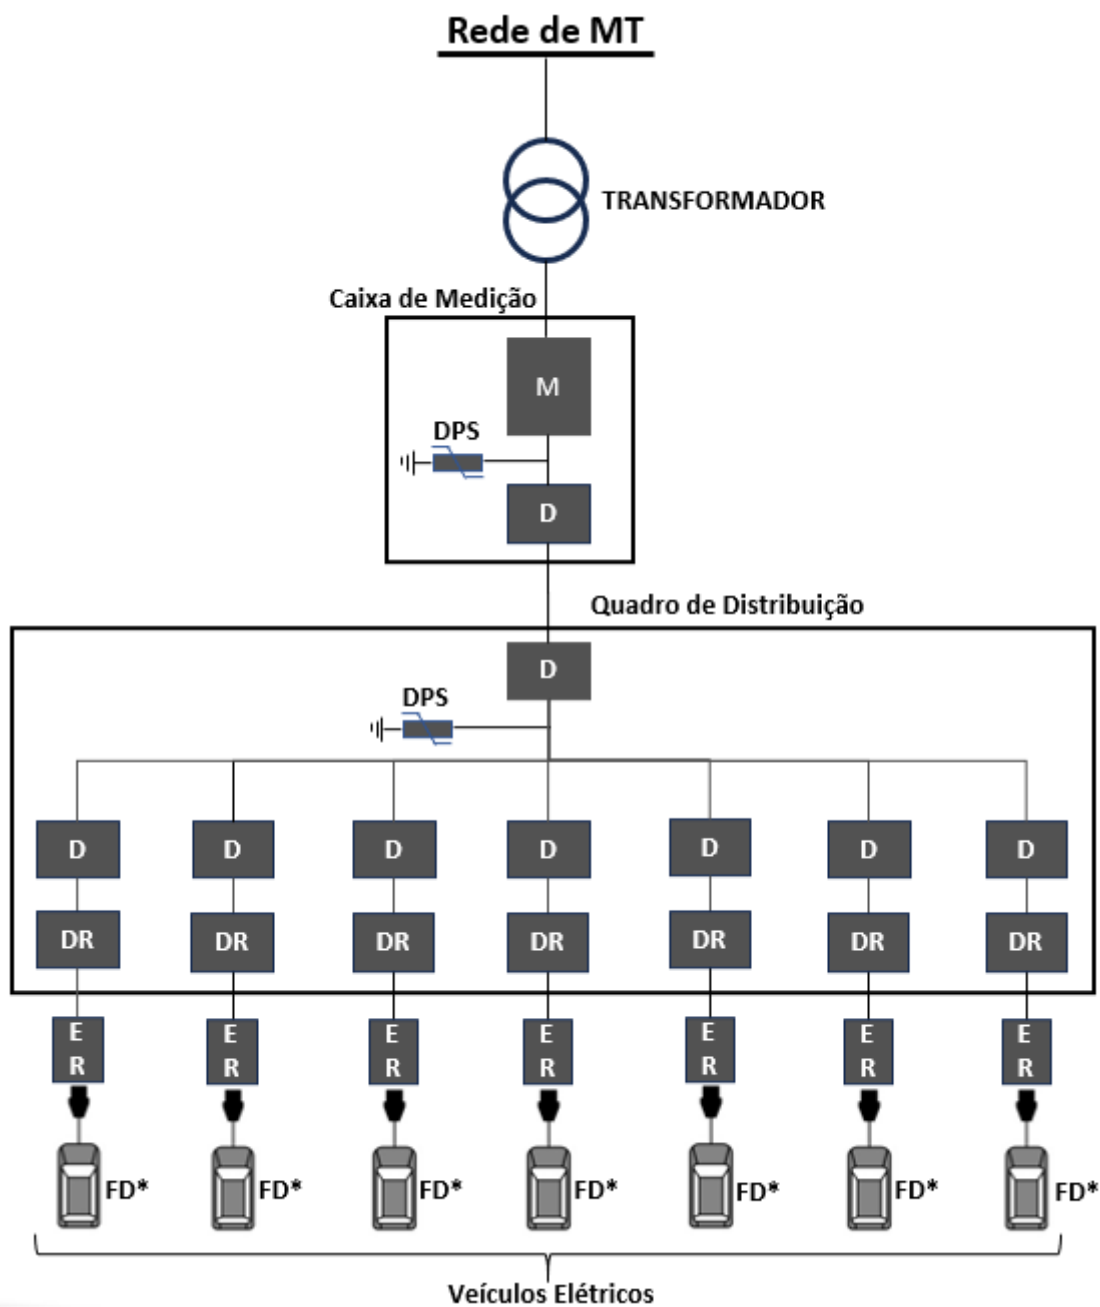 Rede de MT
TRANSFORMADOR
Caixa de Medição
M
DPS
D
Quadro de Distribuição
D
DPS
D D D D D D D
DR DR DR DR DR DR DR
E E E E E E E
R R R R R R R
FD* FD* FD* FD* FD* FD* FD*
Veículos Elétricos